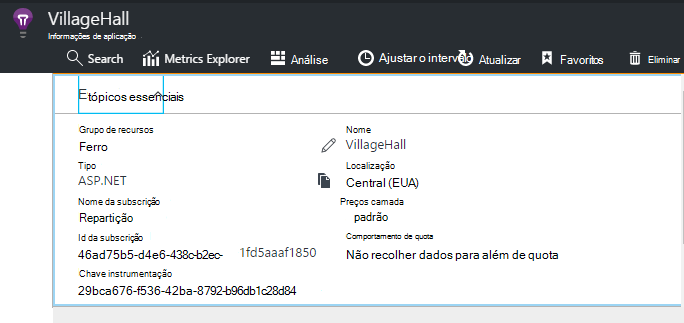 VillageHall
Informações de aplicação
Search Metrics Explorer Análise Ajustar o intervalo Atualizar Favoritos Eliminar
Etópicos essenciais
Grupo de recursos
Ferro
Nome
VillageHall
Tipo
ASP.NET
Localização
Central (EUA)
Nome da subscrição
Repartição
Preços camada
padrão
Id da subscrição
46ad75b5-d4e6-438c-b2ec- 1fd5aaaf1850
Comportamento de quota
Não recolher dados para além de quota
Chave instrumentação
29bca676-f536-42ba-8792-b96db1c28d84